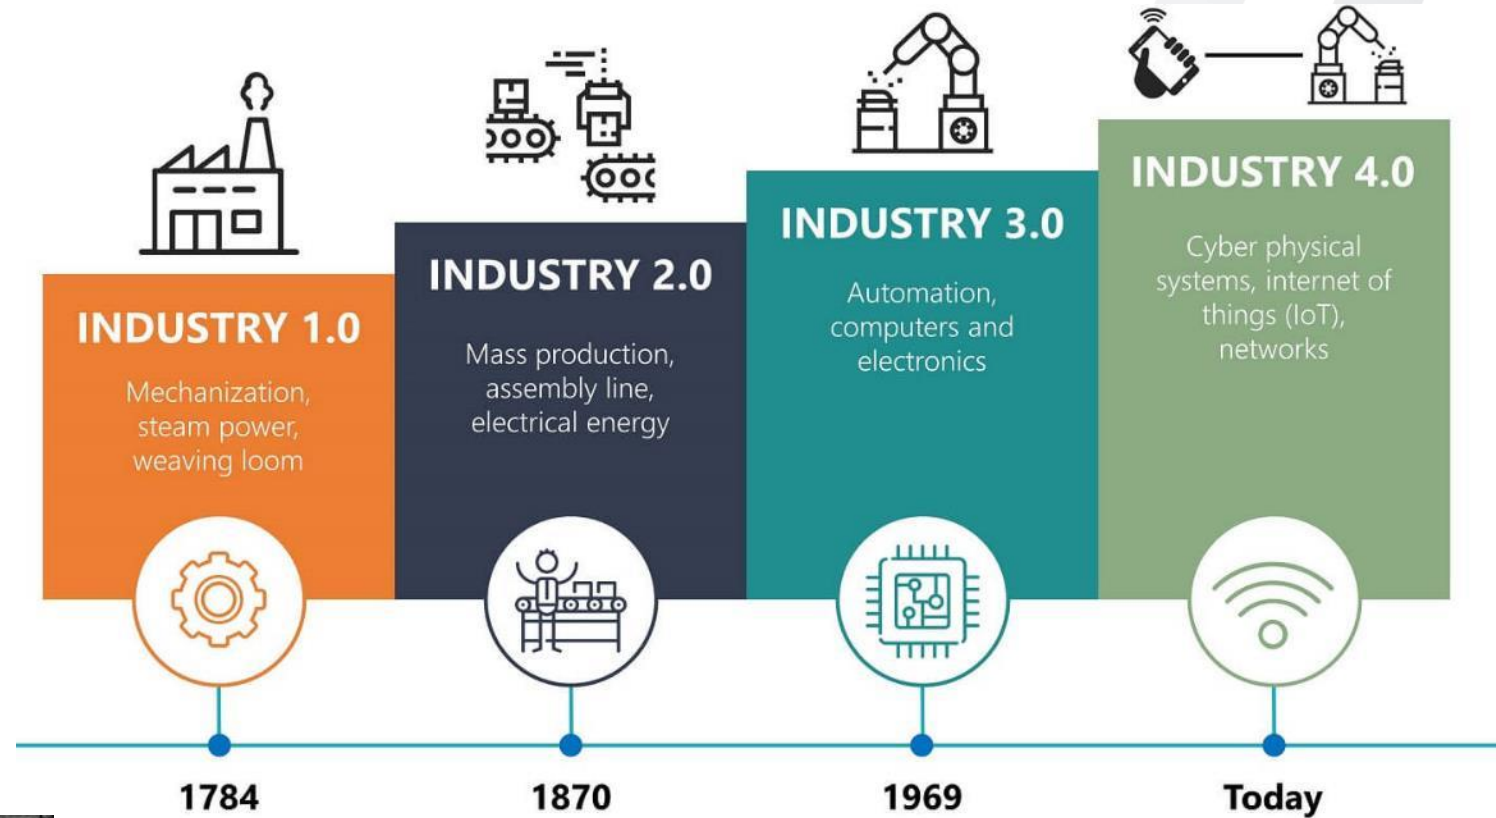 INDUSTRY 1.0
Mechanization,
steam power,
weaving loom
1784
INDUSTRY 2.0
Mass production,
assembly line,
electrical energy
1870
INDUSTRY 3.0
Automation,
computers and
electronics
1969
INDUSTRY 4.0
Cyber physical
systems, internet of
things (IoT),
networks
Today